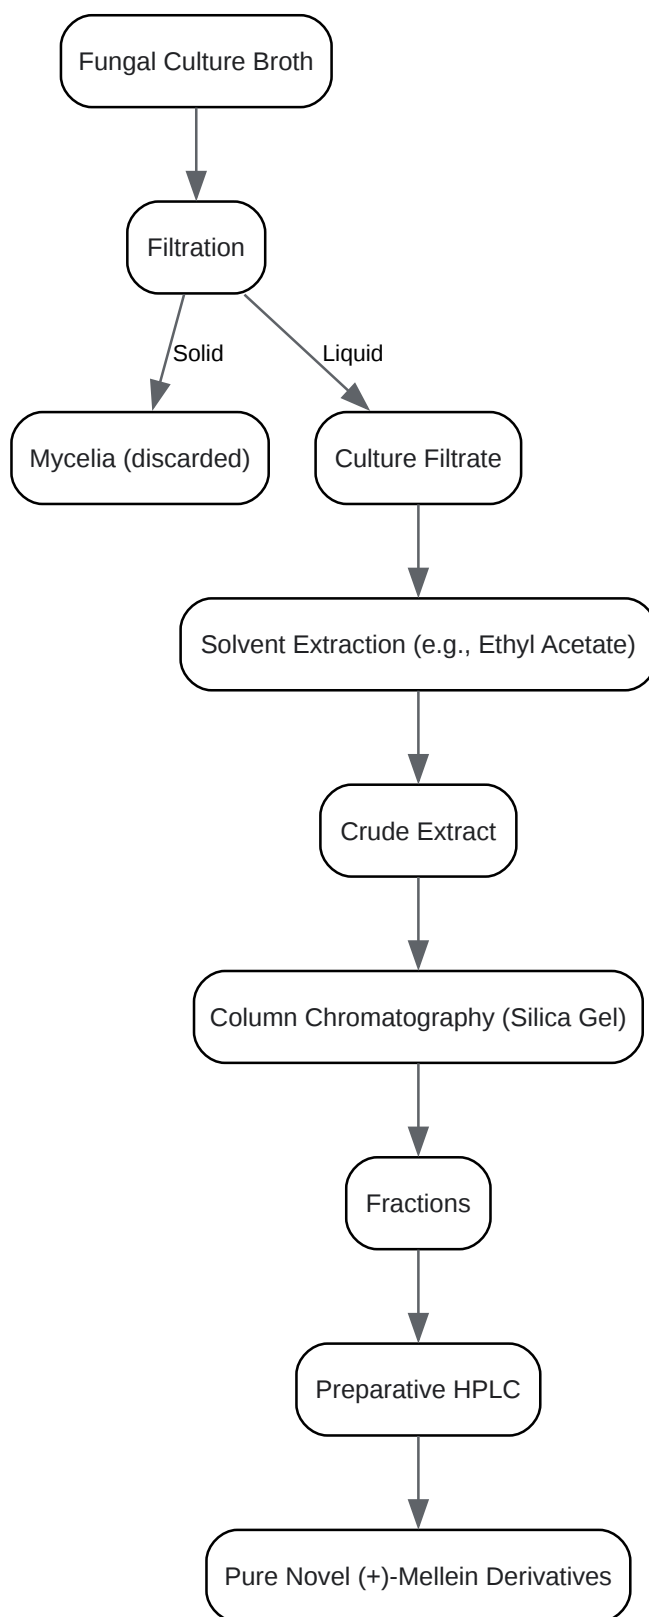 Fungal Culture Broth
Filtration
Solid
Liquid
Mycelia (discarded)
Culture Filtrate
Solvent Extraction (e.g., Ethyl Acetate)
Crude Extract
Column Chromatography (Silica Gel)
Fractions
Preparative HPLC
Pure Novel (+)-Mellein Derivatives